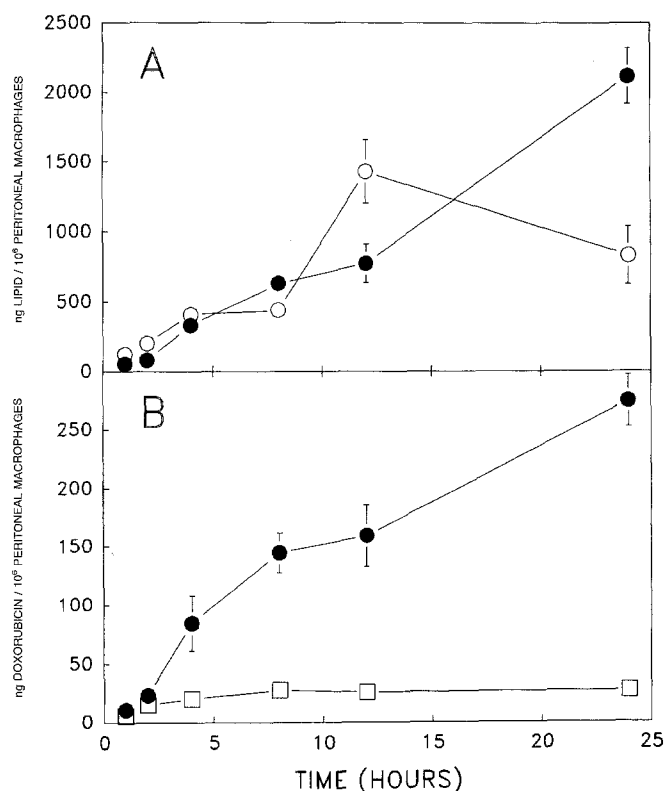 2500
A
2000
1500
1000
500
0
ng LIPID / 10⁶ PERITONEAL MACROPHAGES
B
250
200
150
100
50
0
ng DOXORUBICIN / 10⁶ PERITONEAL MACROPHAGES
0 5 10 15 20 25
TIME (HOURS)